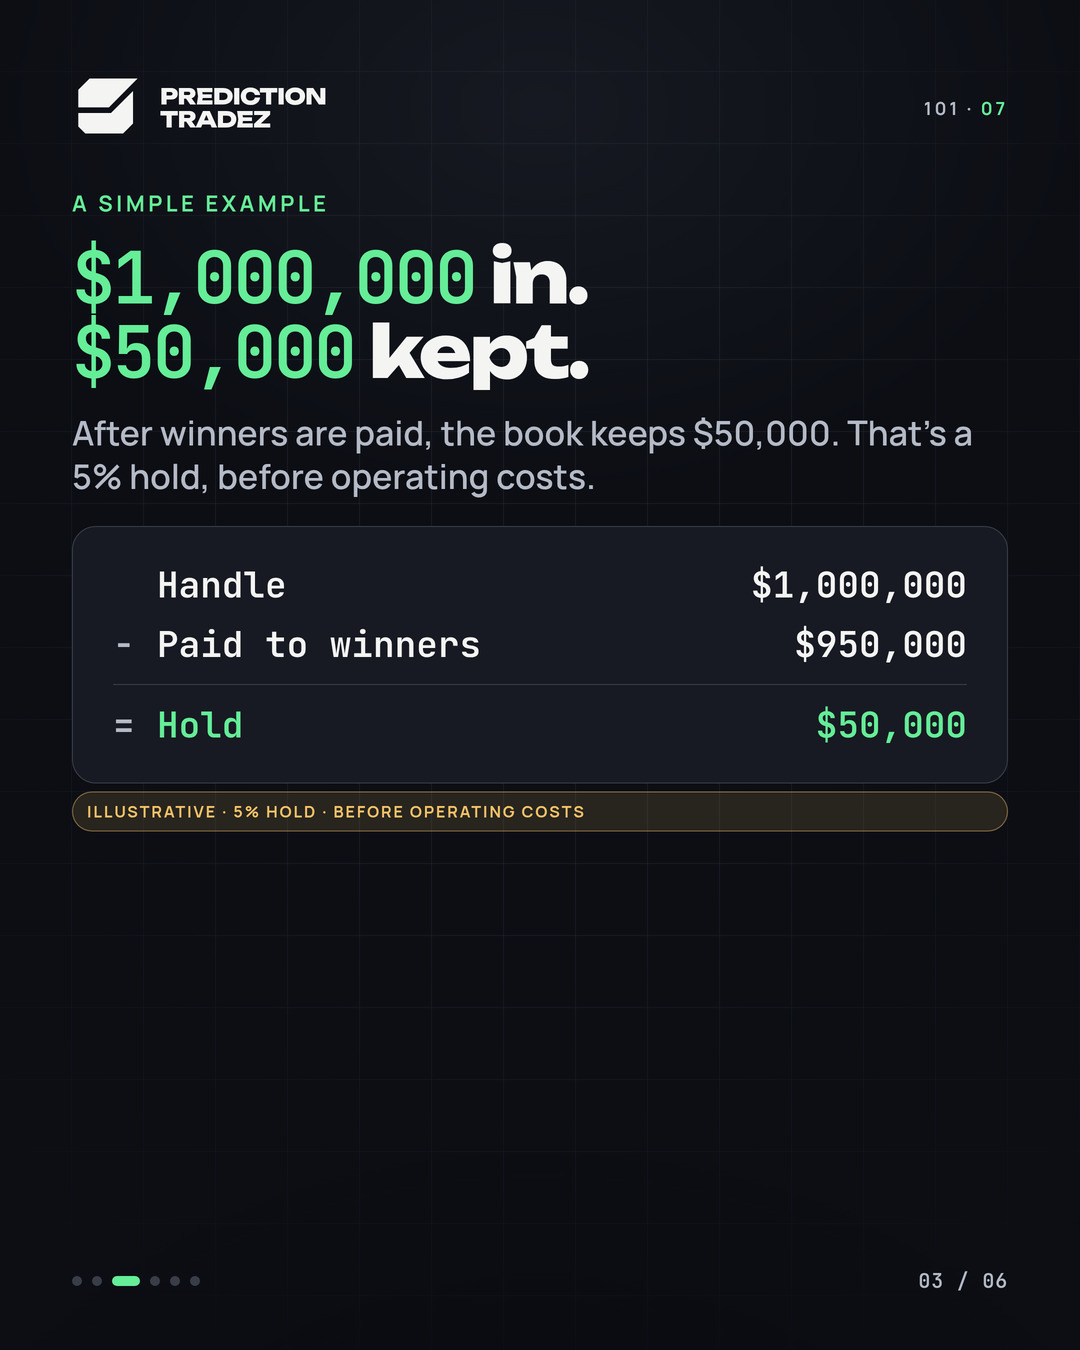 PREDICTION
TRADEZ
101 · 07
A SIMPLE EXAMPLE
$1,000,000 in.
$50,000 kept.
After winners are paid, the book keeps $50,000. That's a
5% hold, before operating costs.
Handle $1,000,000
- Paid to winners $950,000
= Hold $50,000
ILLUSTRATIVE · 5% HOLD · BEFORE OPERATING COSTS
03 / 06